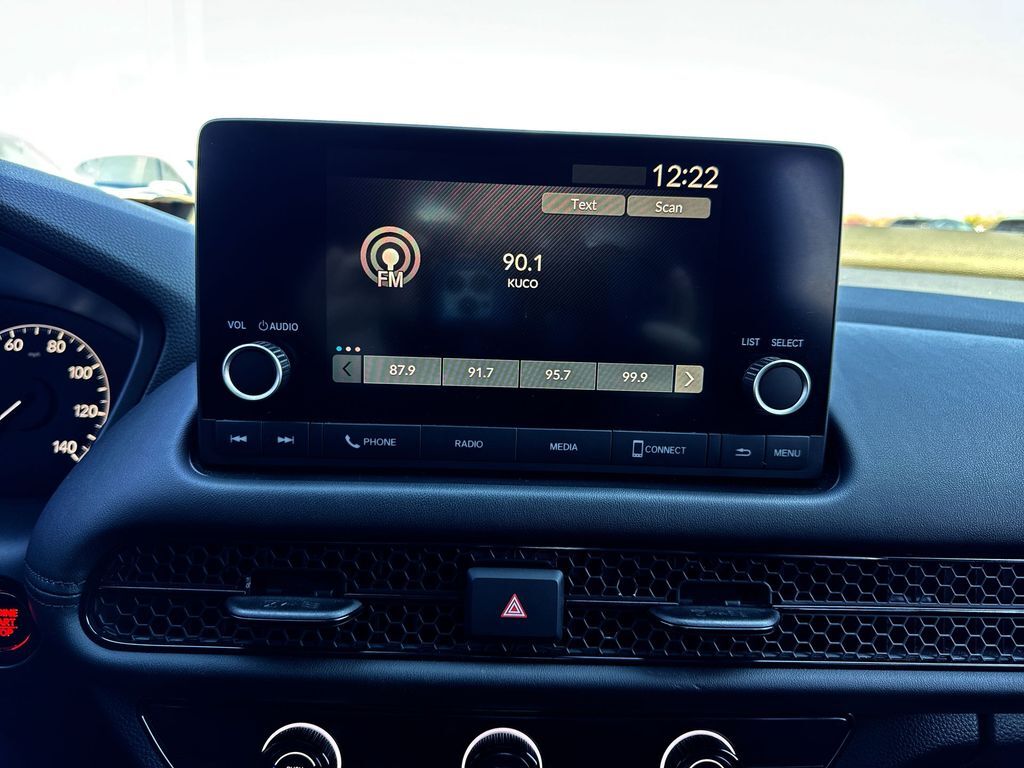 12:22
Text Scan
FM
90.1
KUCO
VOL AUDIO
LIST SELECT
87.9 91.7 95.7 99.9
PHONE RADIO MEDIA CONNECT MENU
60 80
100
120
140